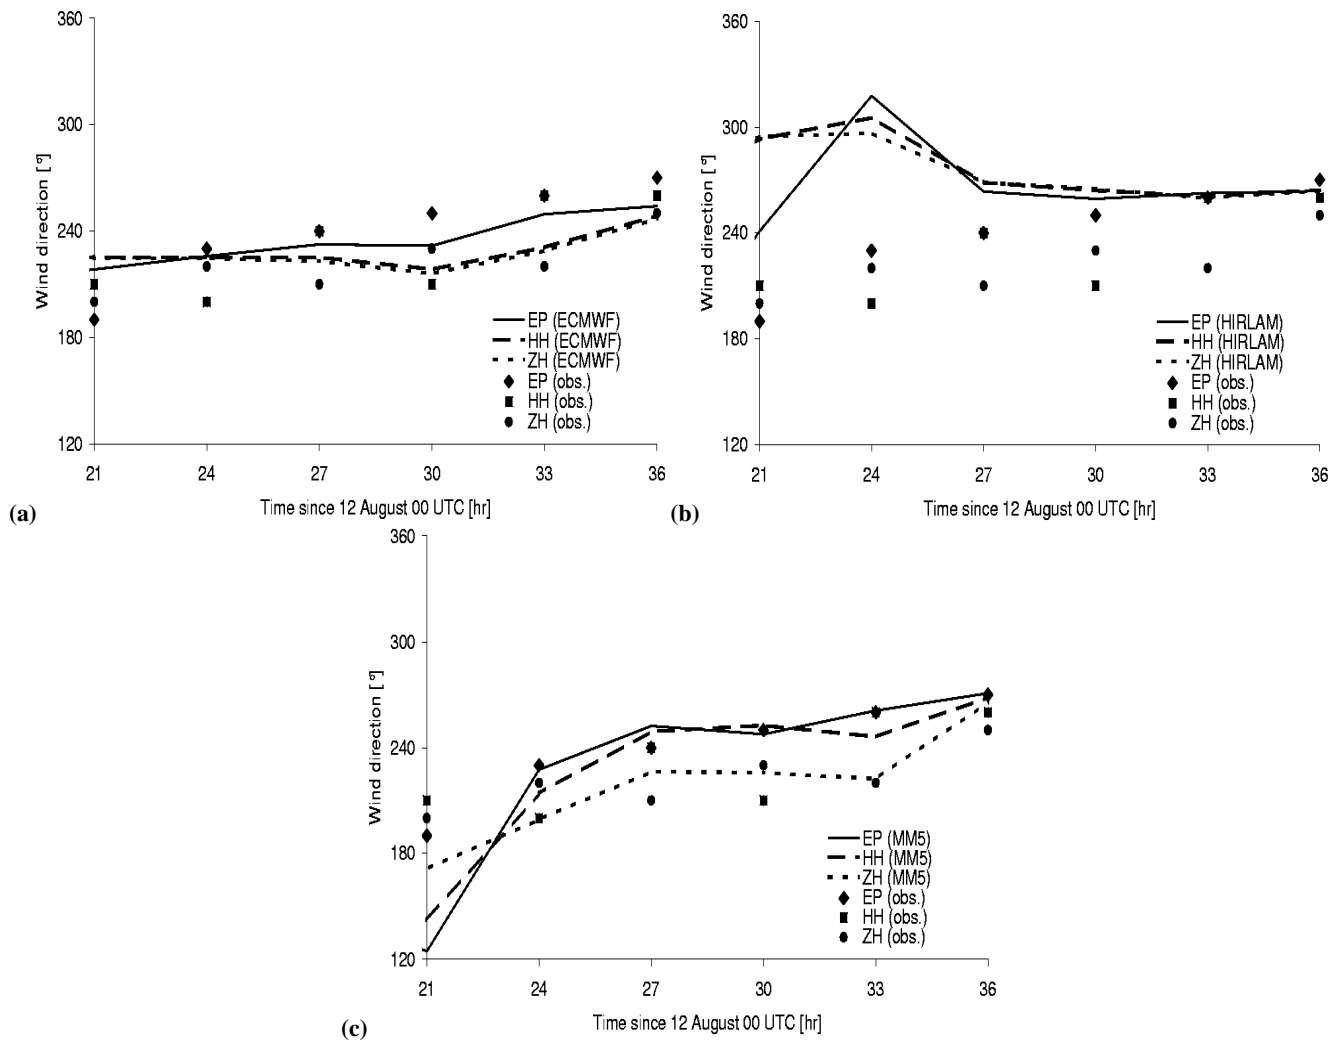 360
300
240
180
120
Wind direction [ º]
EP (ECMWF)
HH (ECMWF)
ZH (ECMWF)
EP (obs.)
HH (obs.)
ZH (obs.)
21 24 27 30 33 36
Time since 12 August 00 UTC [hr]
(a)
360
300
240
180
120
Wind direction [ º]
EP (HIRLAM)
HH (HIRLAM)
ZH (HIRLAM)
EP (obs.)
HH (obs.)
ZH (obs.)
21 24 27 30 33 36
Time since 12 August 00 UTC [hr]
(b)
360
300
240
180
120
Wind direction [ º]
EP (MM5)
HH (MM5)
ZH (MM5)
EP (obs.)
HH (obs.)
ZH (obs.)
21 24 27 30 33 36
Time since 12 August 00 UTC [hr]
(c)